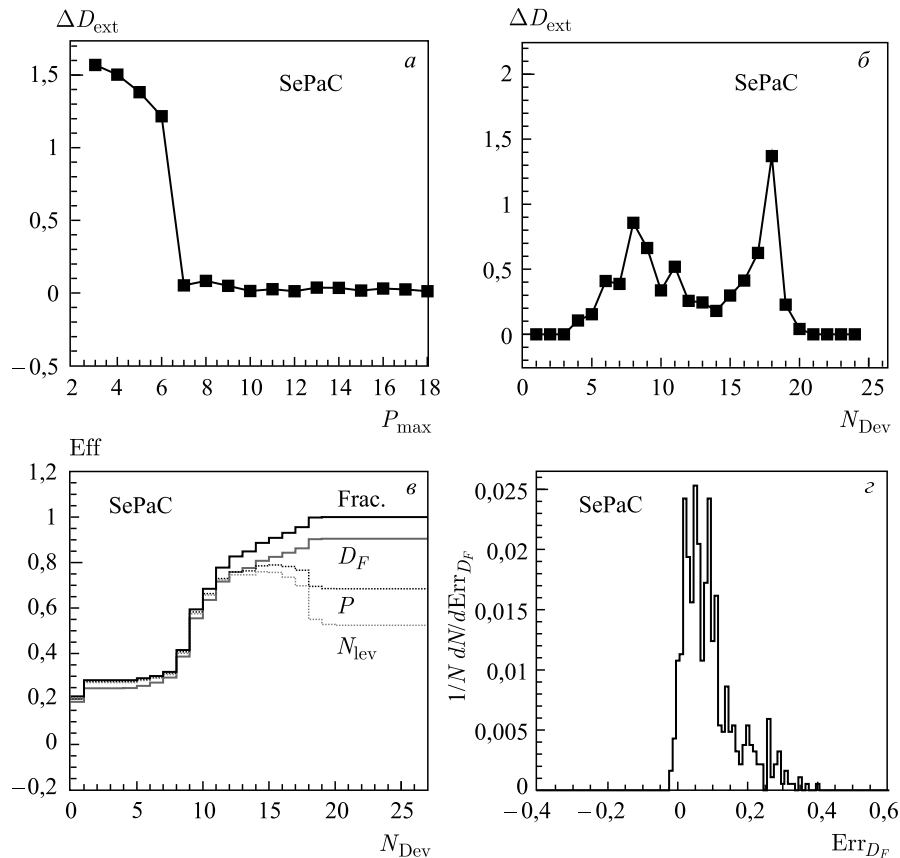 ΔD_ext ΔD_ext
1,5 а
SePaC
1
0,5
0
−0,5
2 4 6 8 10 12 14 16 18
P_max
2 б
SePaC
1,5
1
0,5
0
0 5 10 15 20 25
N_Dev
Eff
1,2 в
SePaC Frac.
1
0,8 D_F
0,6 P
0,4 N_lev
0,2
0
−0,2
0 5 10 15 20 25
N_Dev
1/N dN/dErr_{D_F}
0,025 SePaC г
0,020
0,015
0,010
0,005
0
−0,4 −0,2 0 0,2 0,4 0,6
Err_{D_F}